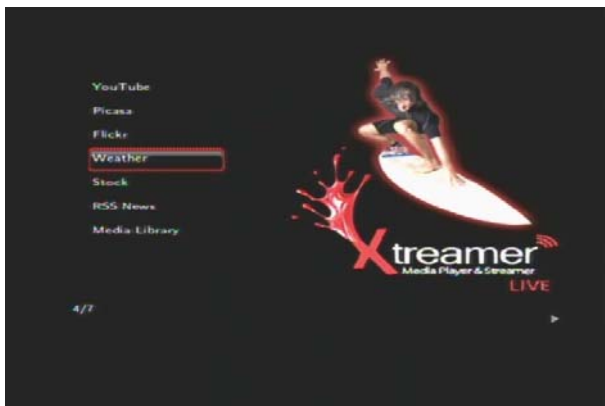 YouTube
Picasa
Flickr
Weather
Stock
RSS News
Media Library
4/7
Xtreamer
Media Player & Streamer
LIVE